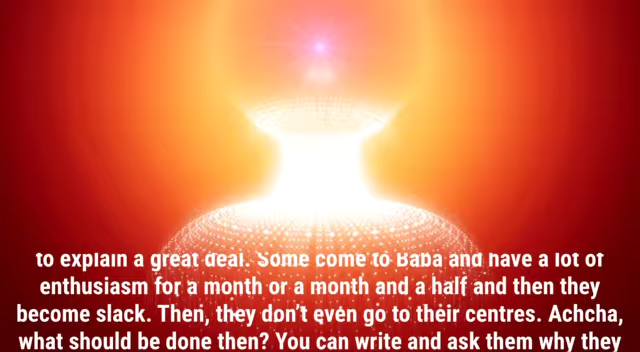 to explain a great deal. Some come to Baba and have a lot of
enthusiasm for a month or a month and a half and then they
become slack. Then, they don't even go to their centres. Achcha,
what should be done then? You can write and ask them why they